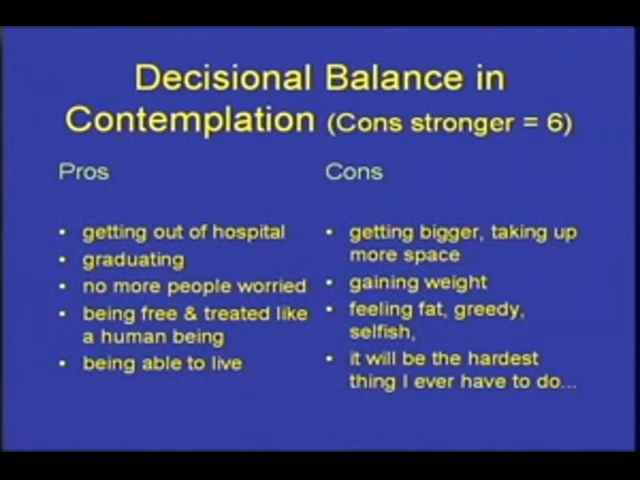 Decisional Balance in
Contemplation (Cons stronger = 6)
Pros
• getting out of hospital
• graduating
• no more people worried
• being free & treated like
a human being
• being able to live
Cons
• getting bigger, taking up
more space
• gaining weight
• feeling fat, greedy,
selfish,
• it will be the hardest
thing I ever have to do...